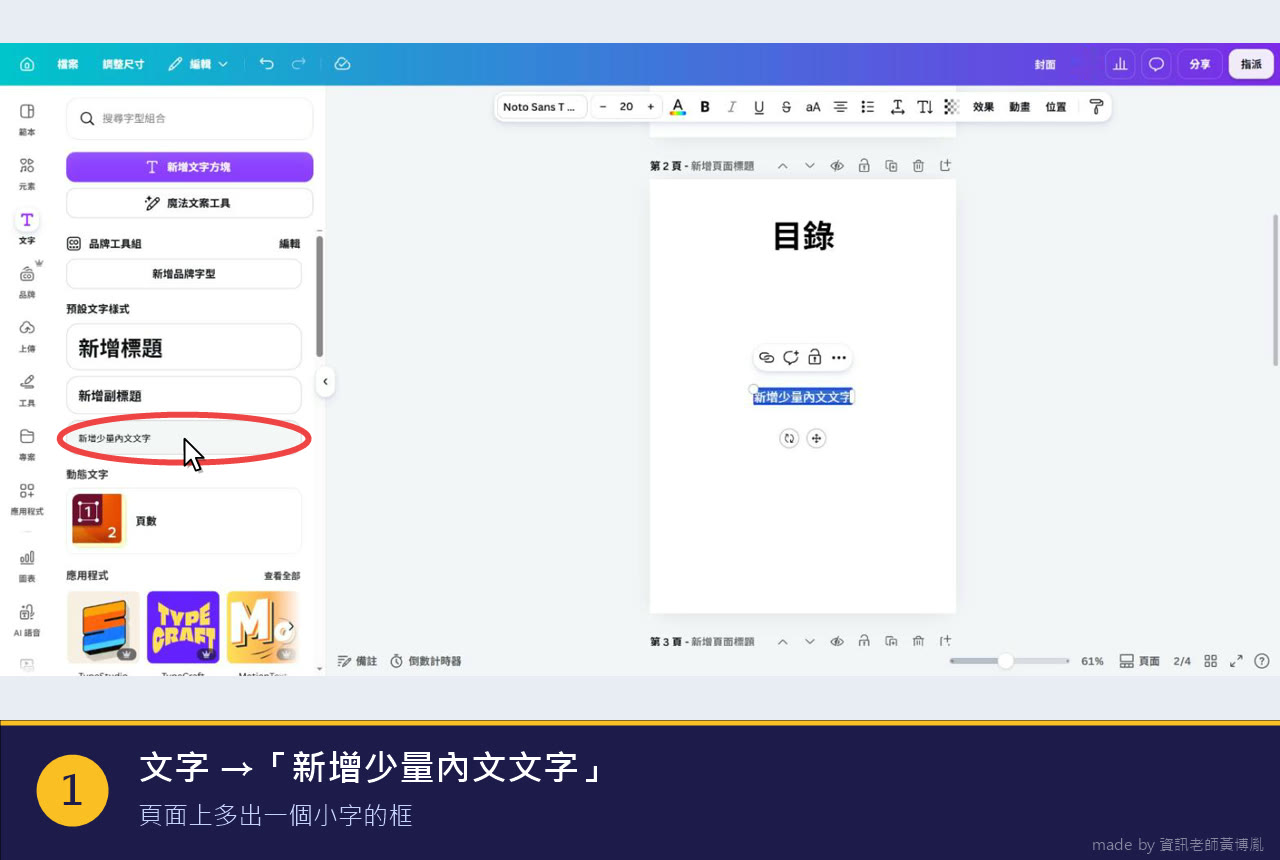 檔案
調整尺寸
編輯
封面
分享
指派
範本
元素
文字
品牌
上傳
工具
專案
應用程式
圖表
AI 語音
搜尋字型組合
新增文字方塊
魔法文案工具
品牌工具組
編輯
新增品牌字型
預設文字樣式
新增標題
新增副標題
新增少量內文文字
動態文字
1
2
頁數
應用程式
查看全部
TYPE CRAFT
Mo
TypeStudio
TypeCraft
MotionText
Noto Sans T ...
– 20 +
A
B
I
U
S
aA
效果
動畫
位置
第 2 頁 - 新增頁面標題
目錄
新增少量內文文字
第 3 頁 - 新增頁面標題
備註
倒數計時器
61%
頁面
2/4
1
文字 →「新增少量內文文字」
頁面上多出一個小字的框
made by 資訊老師黃博胤